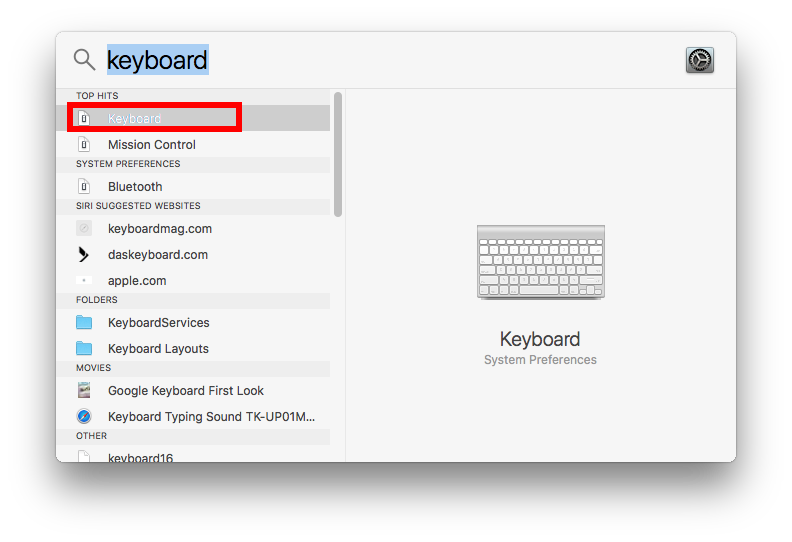 keyboard
TOP HITS
Keyboard
Mission Control
SYSTEM PREFERENCES
Bluetooth
SIRI SUGGESTED WEBSITES
keyboardmag.com
daskeyboard.com
apple.com
FOLDERS
KeyboardServices
Keyboard Layouts
MOVIES
Google Keyboard First Look
Keyboard Typing Sound TK-UP01M...
OTHER
keyboard16
Keyboard
System Preferences